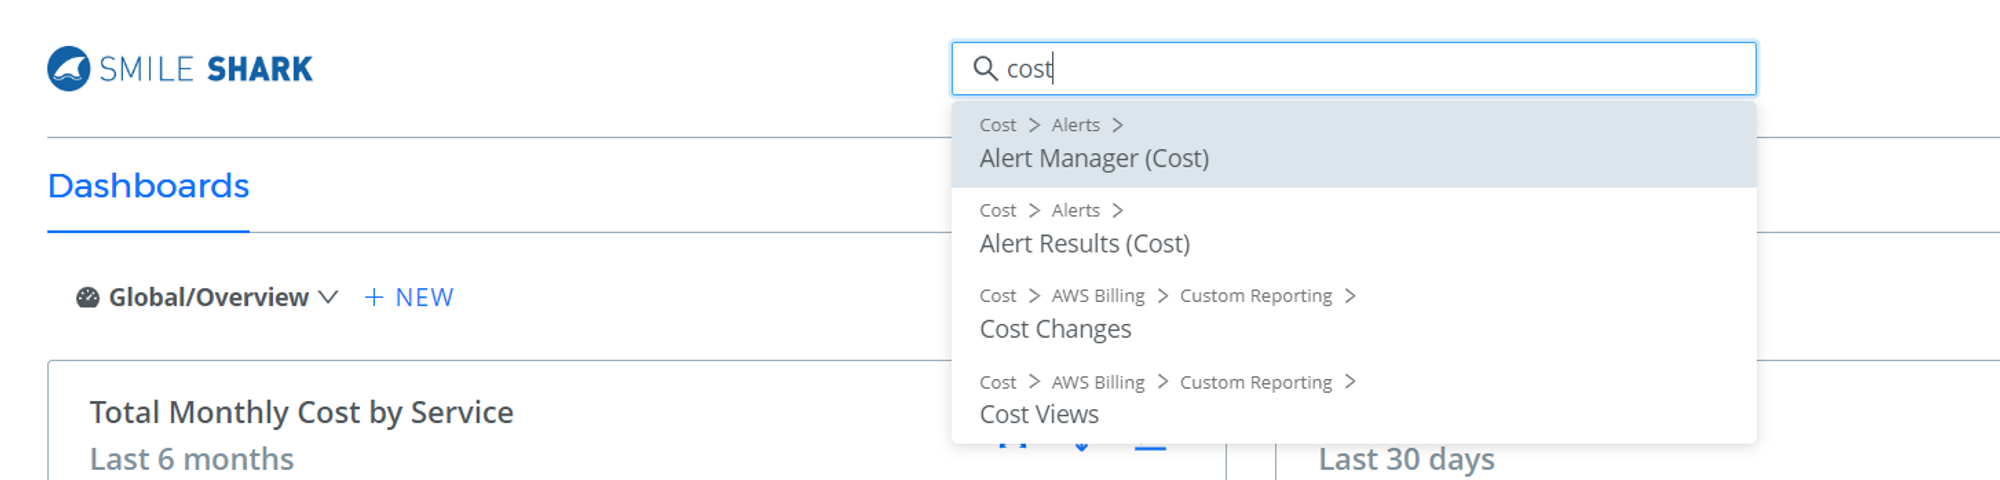 SMILE SHARK
cost
Cost > Alerts >
Alert Manager (Cost)
Cost > Alerts >
Alert Results (Cost)
Cost > AWS Billing > Custom Reporting >
Cost Changes
Cost > AWS Billing > Custom Reporting >
Cost Views
Dashboards
Global/Overview
+ NEW
Total Monthly Cost by Service
Last 6 months
Last 30 days